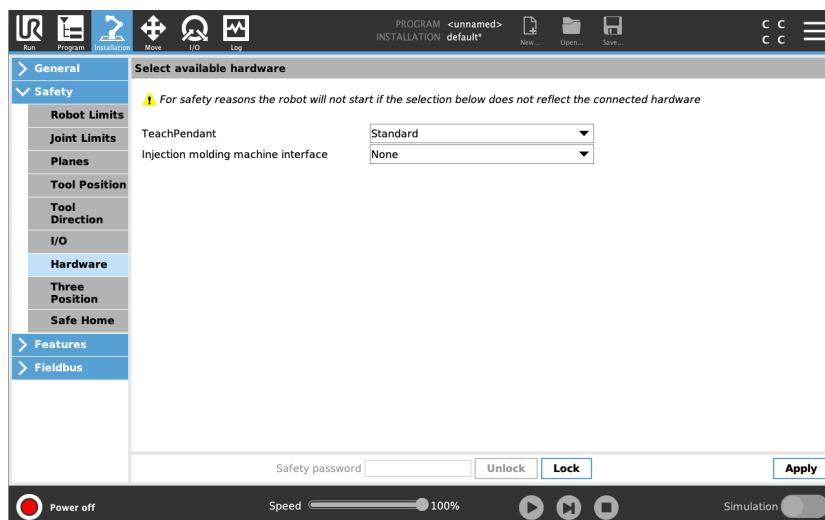 UR
Run
Program
Installation
Move
I/O
Log
PROGRAM <unnamed>
INSTALLATION default*
New...
Open...
Save...
C C
C C
General
Safety
Robot Limits
Joint Limits
Planes
Tool Position
Tool
Direction
I/O
Hardware
Three
Position
Safe Home
Features
Fieldbus
Select available hardware
For safety reasons the robot will not start if the selection below does not reflect the connected hardware
TeachPendant Standard
Injection molding machine interface None
Safety password Unlock Lock Apply
Power off Speed 100% Simulation